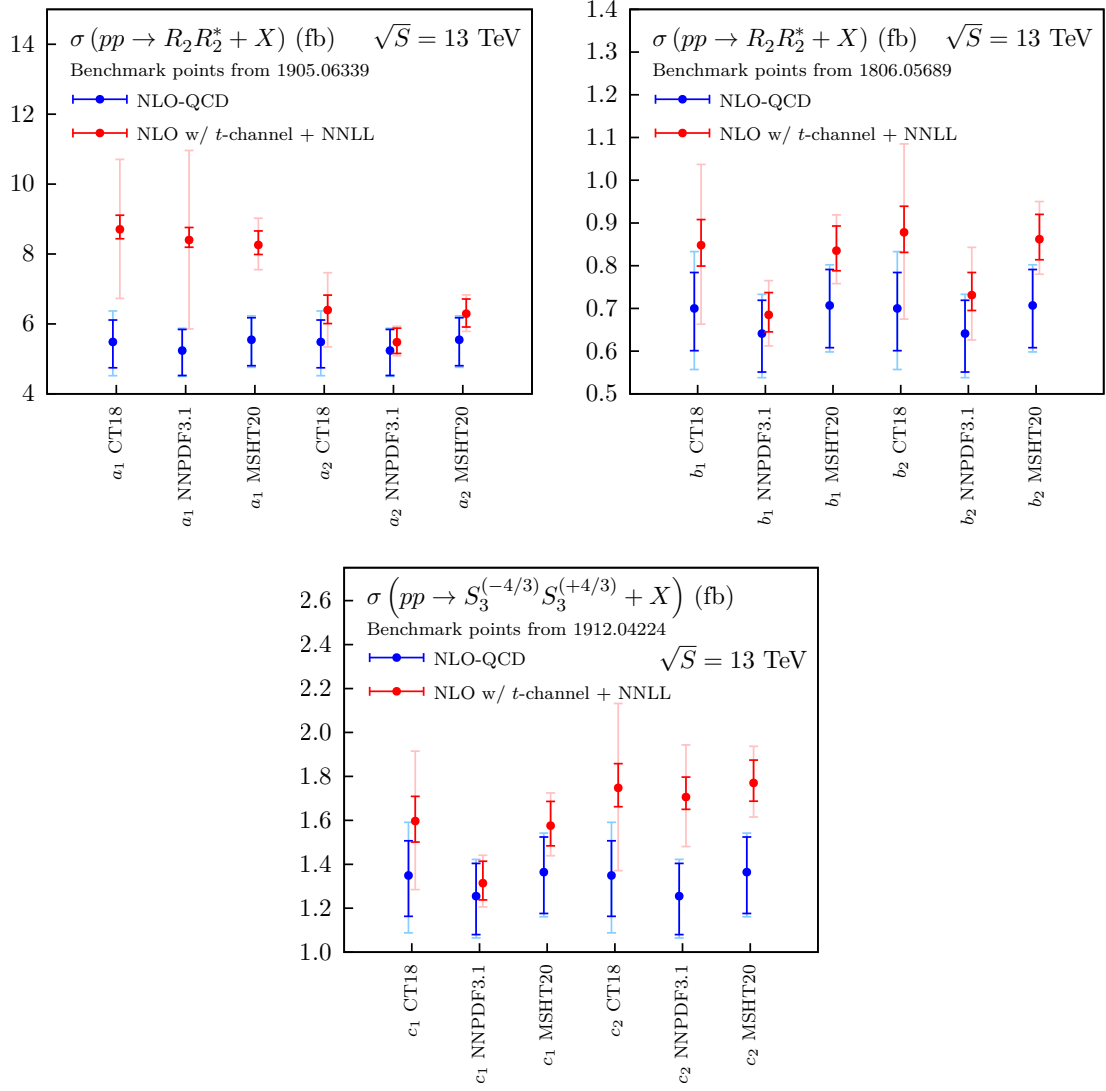 σ (pp → R₂R₂* + X) (fb) √S = 13 TeV
Benchmark points from 1905.06339
NLO-QCD
NLO w/ t-channel + NNLL
14
12
10
8
6
4
a₁ CT18
a₁ NNPDF3.1
a₁ MSHT20
a₂ CT18
a₂ NNPDF3.1
a₂ MSHT20
σ (pp → R₂R₂* + X) (fb) √S = 13 TeV
Benchmark points from 1806.05689
NLO-QCD
NLO w/ t-channel + NNLL
1.4
1.3
1.2
1.1
1.0
0.9
0.8
0.7
0.6
0.5
b₁ CT18
b₁ NNPDF3.1
b₁ MSHT20
b₂ CT18
b₂ NNPDF3.1
b₂ MSHT20
σ (pp → S₃^(−4/3) S₃^(+4/3) + X) (fb)
Benchmark points from 1912.04224
NLO-QCD
√S = 13 TeV
NLO w/ t-channel + NNLL
2.6
2.4
2.2
2.0
1.8
1.6
1.4
1.2
1.0
c₁ CT18
c₁ NNPDF3.1
c₁ MSHT20
c₂ CT18
c₂ NNPDF3.1
c₂ MSHT20